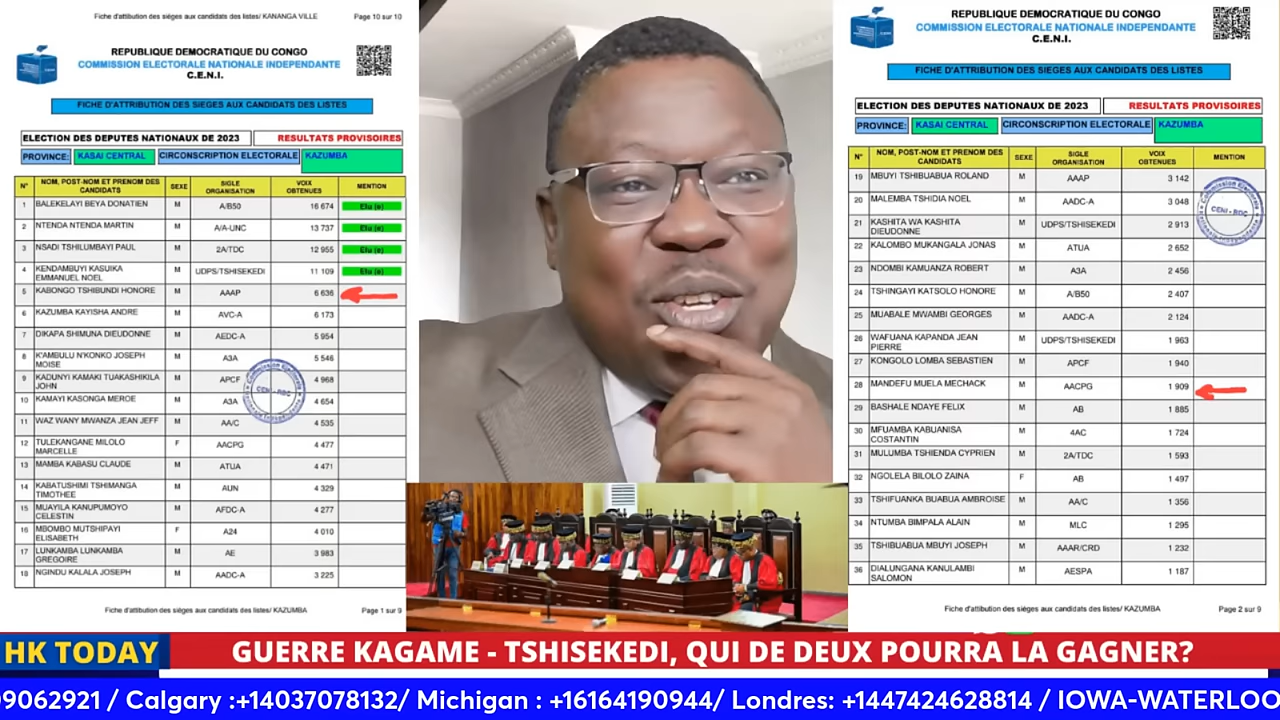 Fiche d'attribution des sièges aux candidats des listes/ KANANGA VILLE Page 10 sur 10
REPUBLIQUE DEMOCRATIQUE DU CONGO
COMMISSION ELECTORALE NATIONALE INDEPENDANTE
C.E.N.I.
FICHE D'ATTRIBUTION DES SIEGES AUX CANDIDATS DES LISTES
ELECTION DES DEPUTES NATIONAUX DE 2023 RESULTATS PROVISOIRES
PROVINCE: KASAI CENTRAL CIRCONSCRIPTION ELECTORALE KAZUMBA
N° NOM, POST-NOM ET PRENOM DES CANDIDATS SEXE SIGLE ORGANISATION VOIX OBTENUES MENTION
1 BALEKELAYI BEYA DONATIEN M A/B50 16 674 Elu (e)
2 NTENDA NTENDA MARTIN M A/A-UNC 13 737 Elu (e)
3 NSADI TSHILUMBAYI PAUL M 2A/TDC 12 955 Elu (e)
4 KENDAMBUYI KASUIKA EMMANUEL NOEL M UDPS/TSHISEKEDI 11 109 Elu (e)
5 KABONGO TSHIBUNDI HONORE M AAAP 6 636
6 KAZUMBA KAYISHA ANDRE M AVC-A 6 173
7 DIKAPA SHIMUNA DIEUDONNE M AEDC-A 5 954
8 K'AMBULU N'KONKO JOSEPH MOISE M A3A 5 546
9 KADUNYI KAMAKI TUAKASHIKILA JOHN M APCF 4 968
10 KAMAYI KASONGA MEROE M A3A 4 654
11 WAZ WANY MWANZA JEAN JEFF M AA/C 4 535
12 TULEKANGANE MILOLO MARCELLE F AACPG 4 477
13 MAMBA KABASU CLAUDE M ATUA 4 471
14 KABATUSHIMI TSHIMANGA TIMOTHEE M AUN 4 329
15 MUAYILA KANUPUMOYO CELESTIN M AFDC-A 4 277
16 MBOMBO MUTSHIPAYI ELISABETH F A24 4 010
17 LUNKAMBA LUNKAMBA GREGOIRE M AE 3 983
18 NGINDU KALALA JOSEPH M AADC-A 3 225
CENI - RDC
Fiche d'attibution des sièges aux candidats des listes/ KAZUMBA Page 1 sur 9
REPUBLIQUE DEMOCRATIQUE DU CONGO
COMMISSION ELECTORALE NATIONALE INDEPENDANTE
C.E.N.I.
FICHE D'ATTRIBUTION DES SIEGES AUX CANDIDATS DES LISTES
ELECTION DES DEPUTES NATIONAUX DE 2023 RESULTATS PROVISOIRES
PROVINCE: KASAI CENTRAL CIRCONSCRIPTION ELECTORALE KAZUMBA
N° NOM, POST-NOM ET PRENOM DES CANDIDATS SEXE SIGLE ORGANISATION VOIX OBTENUES MENTION
19 MBUYI TSHIBUABUA ROLAND M AAAP 3 142
20 MALEMBA TSHIDIA NOEL M AADC-A 3 048
21 KASHITA WA KASHITA DIEUDONNE M UDPS/TSHISEKEDI 2 913
22 KALOMBO MUKANGALA JONAS M ATUA 2 652
23 NDOMBI KAMUANZA ROBERT M A3A 2 456
24 TSHINGAYI KATSOLO HONORE M A/B50 2 407
25 MUABALE MWAMBI GEORGES M AADC-A 2 124
26 WAFUANA KAPANDA JEAN PIERRE M UDPS/TSHISEKEDI 1 963
27 KONGOLO LOMBA SEBASTIEN M APCF 1 940
28 MANDEFU MUELA MECHACK M AACPG 1 909
29 BASHALE NDAYE FELIX M AB 1 885
30 MFUAMBA KABUANISA COSTANTIN M 4AC 1 724
31 MULUMBA TSHIENDA CYPRIEN M 2A/TDC 1 593
32 NGOLELA BILOLO ZAINA F AB 1 497
33 TSHIFUANKA BUABUA AMBROISE M AA/C 1 356
34 NTUMBA BIMPALA ALAIN M MLC 1 295
35 TSHIBUABUA MBUYI JOSEPH M AAAR/CRD 1 232
36 DIALUNGANA KANULAMBI SALOMON M AESPA 1 187
CENI - RDC
Fiche d'attibution des sièges aux candidats des listes/ KAZUMBA Page 2 sur 9
HK TODAY GUERRE KAGAME - TSHISEKEDI, QUI DE DEUX POURRA LA GAGNER?
09062921 / Calgary :+14037078132/ Michigan : +16164190944/ Londres: +1447424628814 / IOWA-WATERLOO